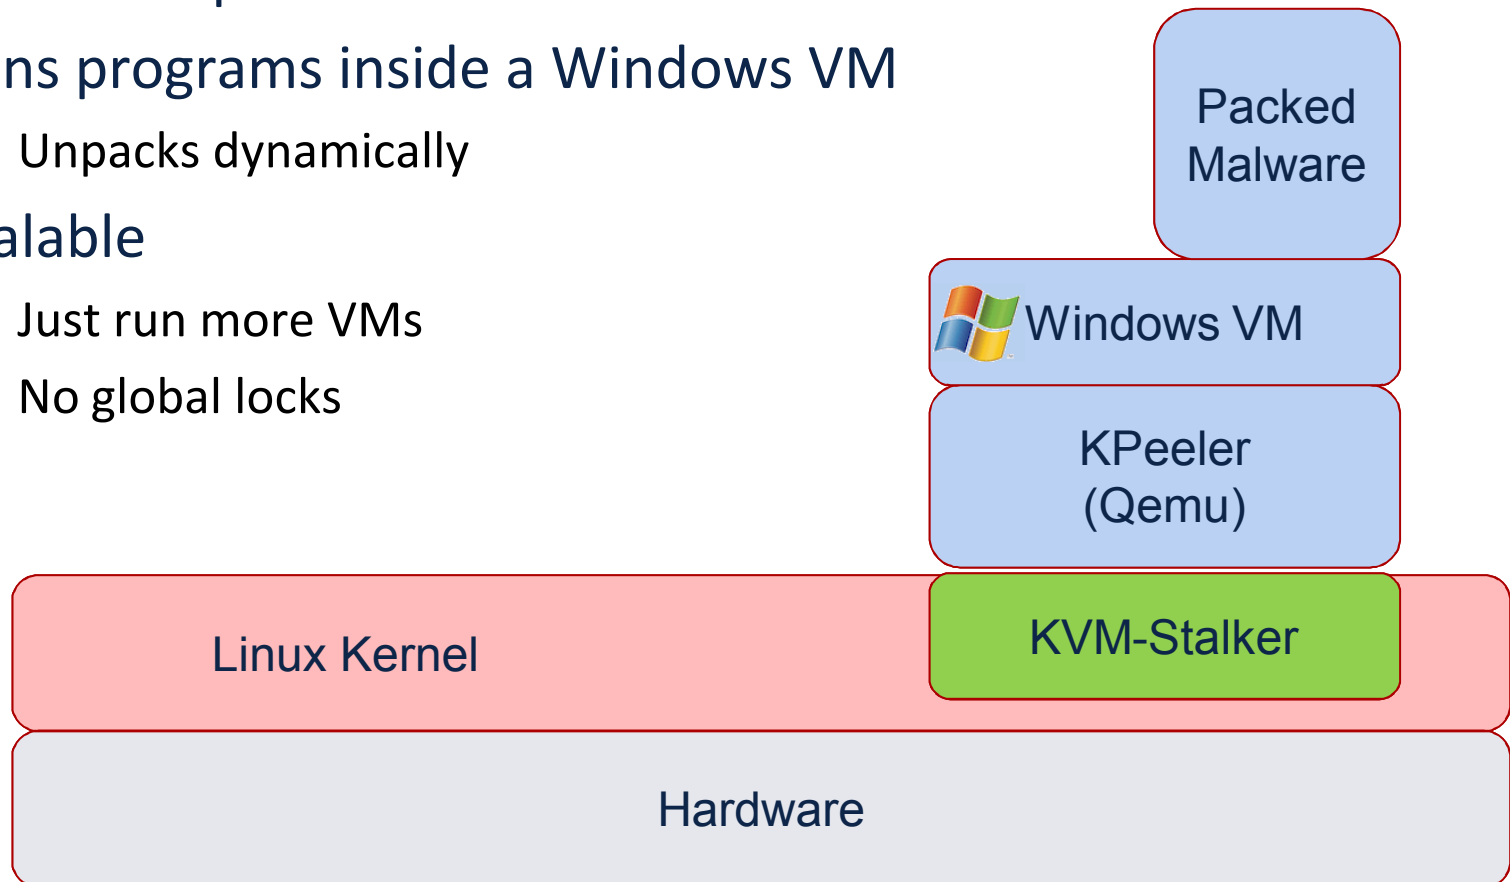 ns programs inside a Windows VM
Unpacks dynamically
alable
Just run more VMs
No global locks
Packed
Malware
Windows VM
KPeeler
(Qemu)
KVM-Stalker
Linux Kernel
Hardware